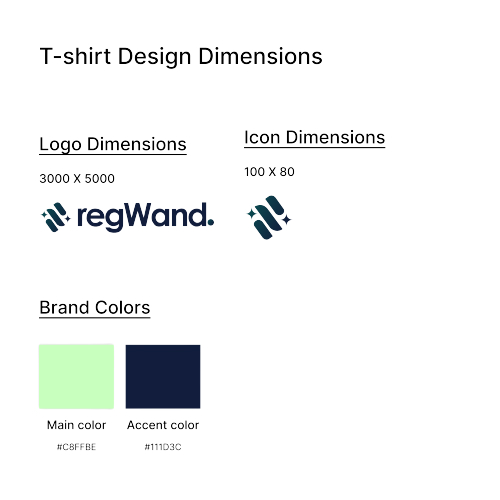 T-shirt Design Dimensions
Logo Dimensions
3000 X 5000
regWand.
Icon Dimensions
100 X 80
Brand Colors
Main color
#C8FFBE
Accent color
#111D3C